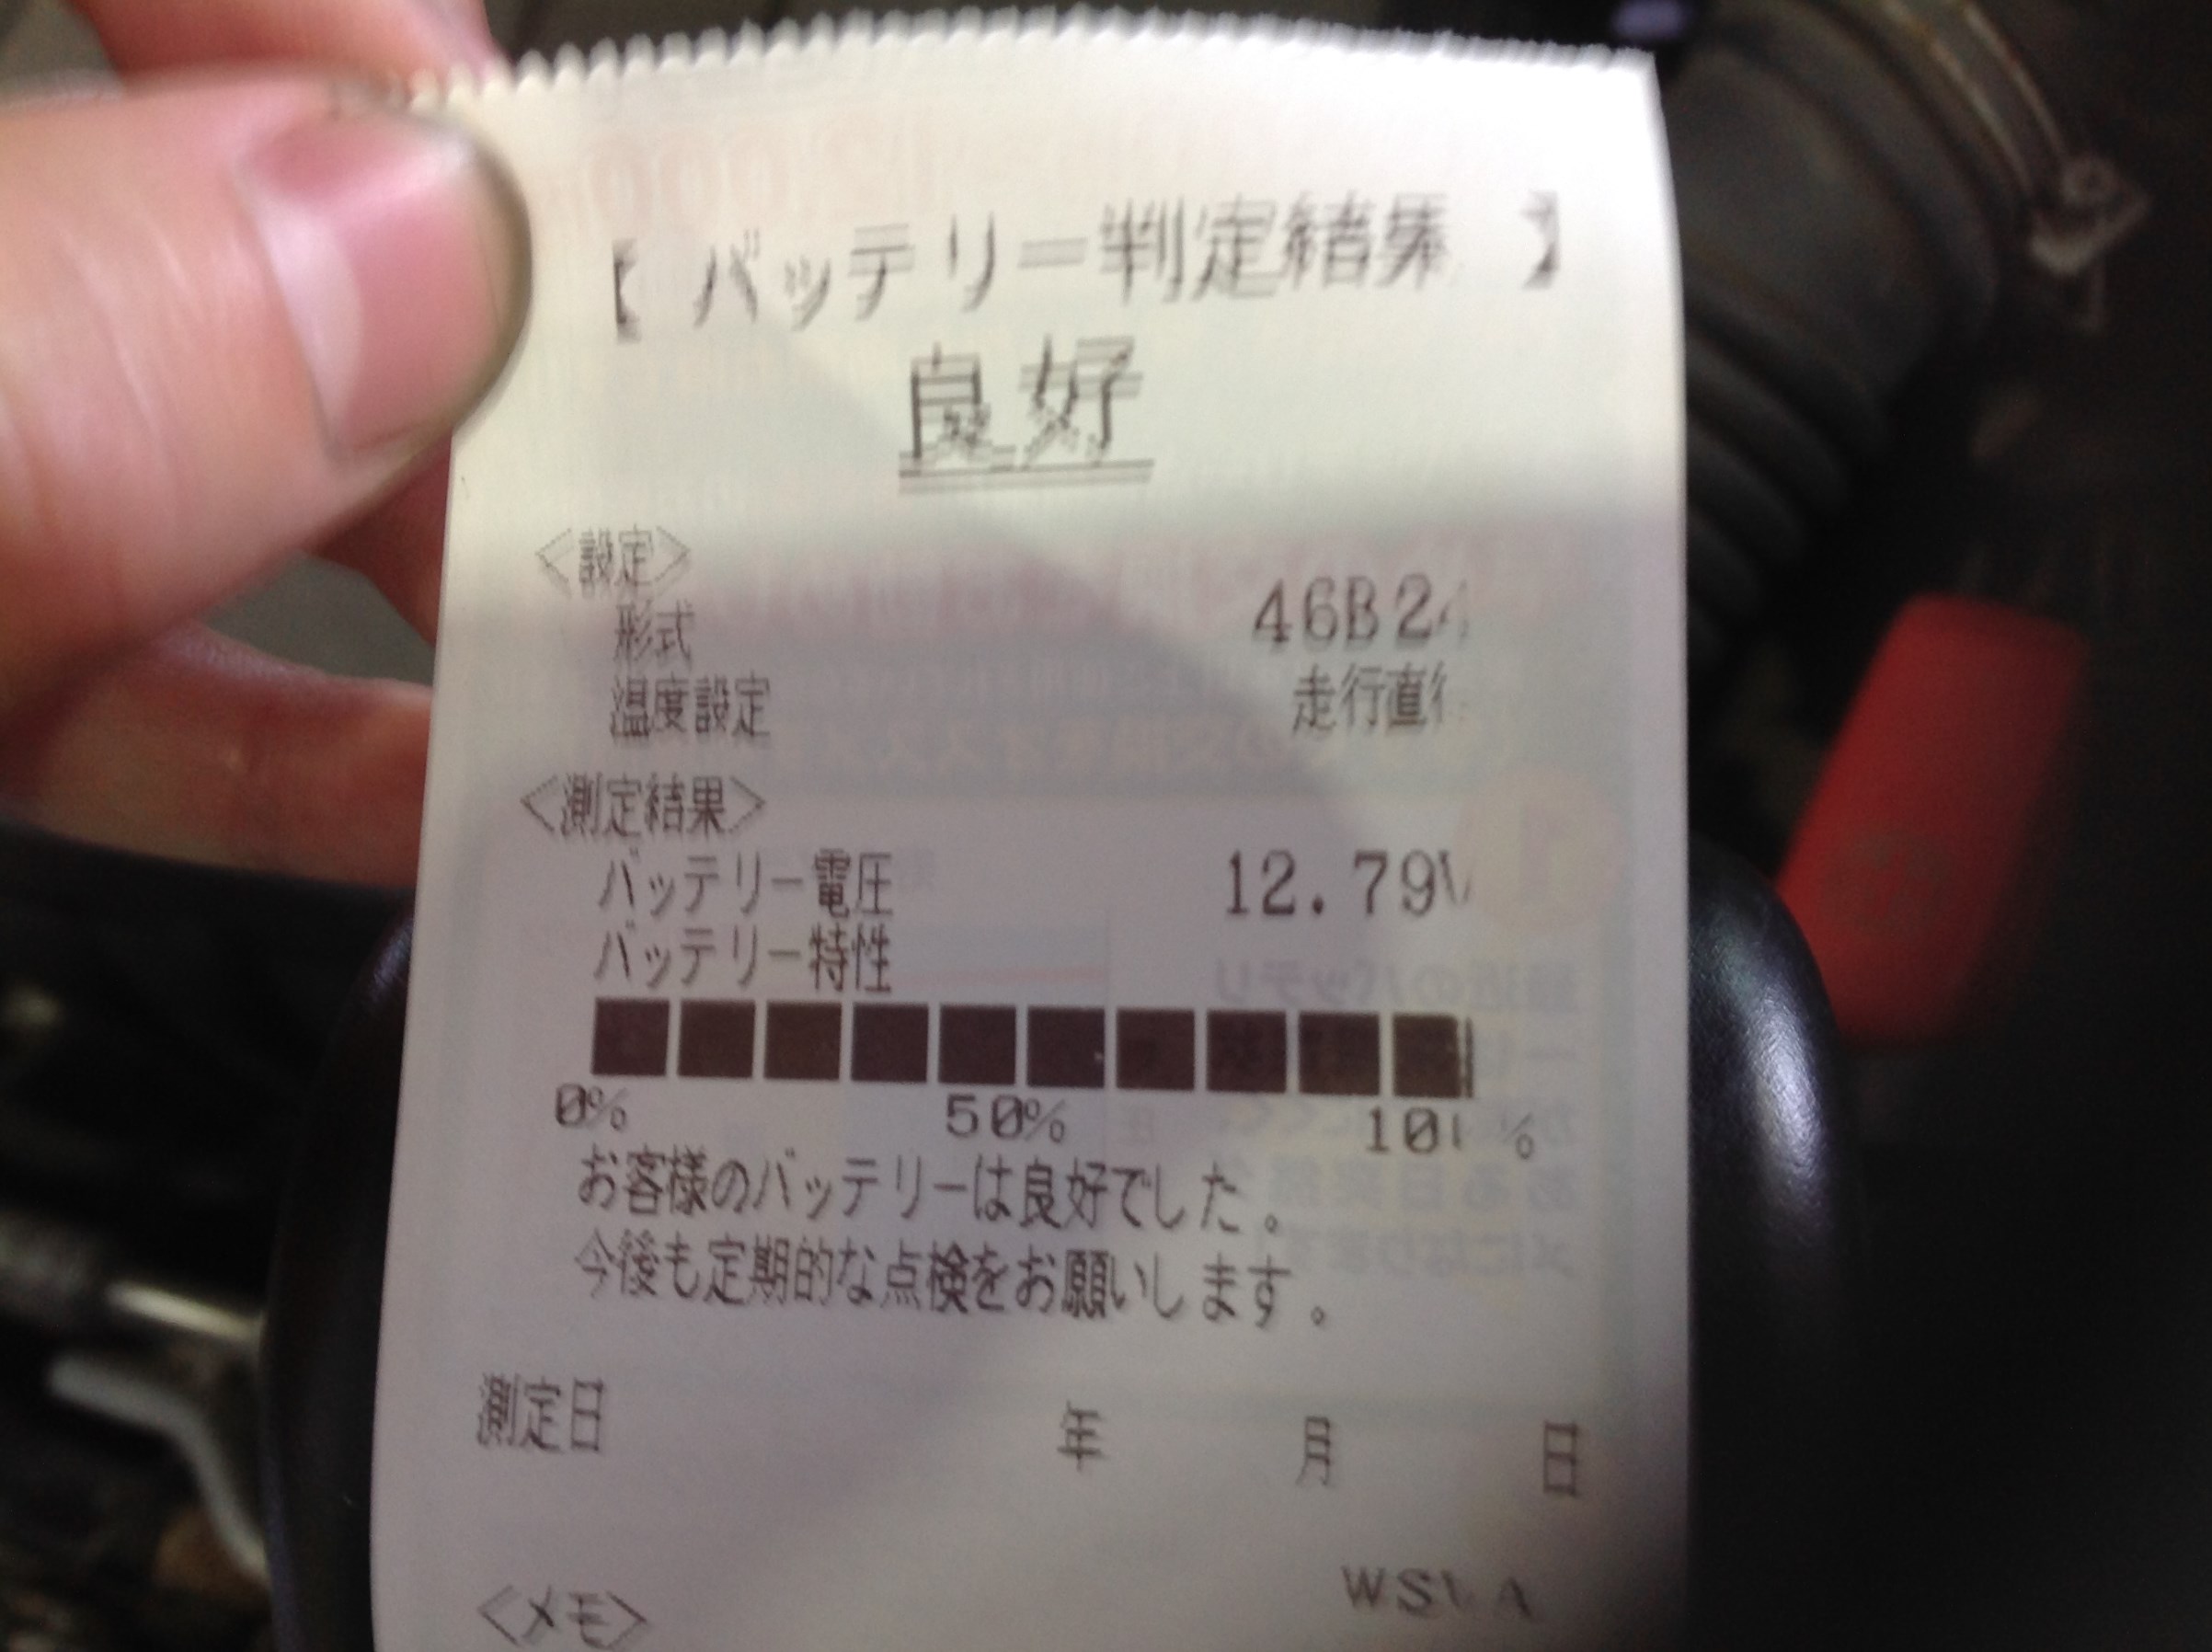 【 バッテリー判定結果 】
良好
〈設定〉
形式 46B24
温度設定 走行直後
〈測定結果〉
バッテリー電圧 12.79V
バッテリー特性
0% 50% 100%
お客様のバッテリーは良好でした。
今後も定期的な点検をお願いします。
測定日 年 月 日
〈メモ〉